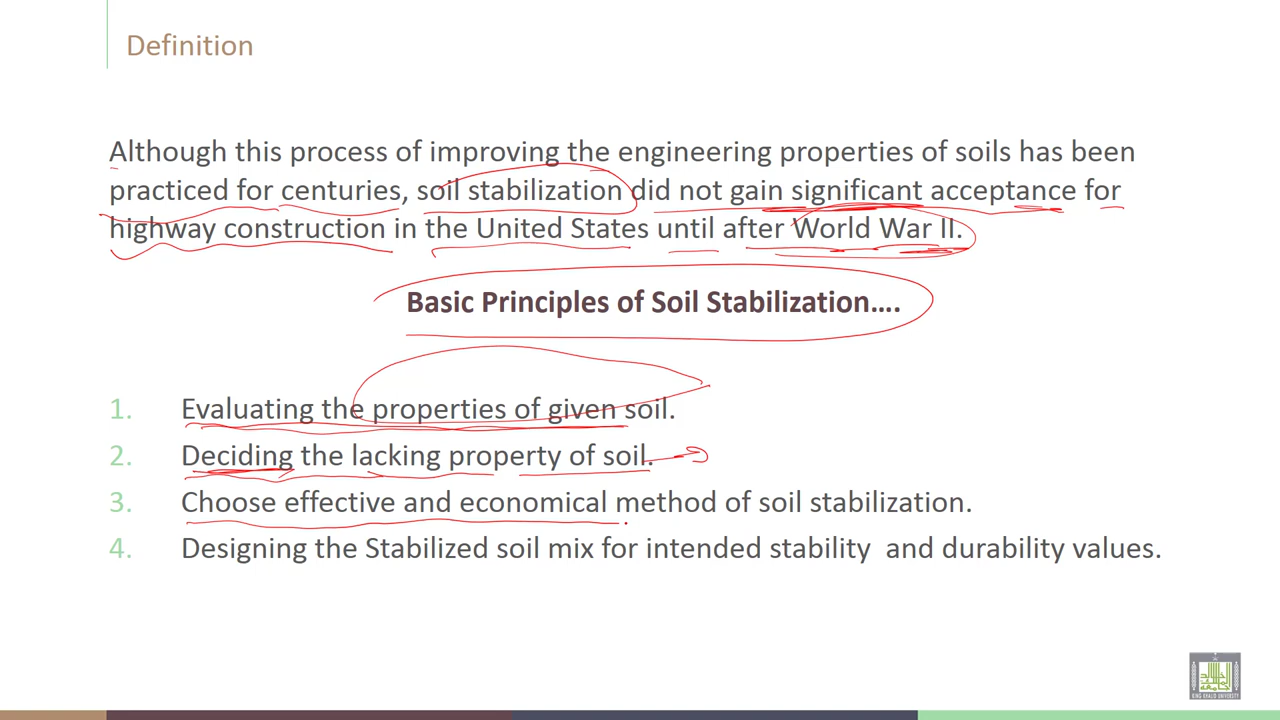 Definition
Although this process of improving the engineering properties of soils has been
practiced for centuries, soil stabilization did not gain significant acceptance for
highway construction in the United States until after World War II.
Basic Principles of Soil Stabilization....
1. Evaluating the properties of given soil.
2. Deciding the lacking property of soil.
3. Choose effective and economical method of soil stabilization.
4. Designing the Stabilized soil mix for intended stability and durability values.
KING KHALID UNIVERSITY